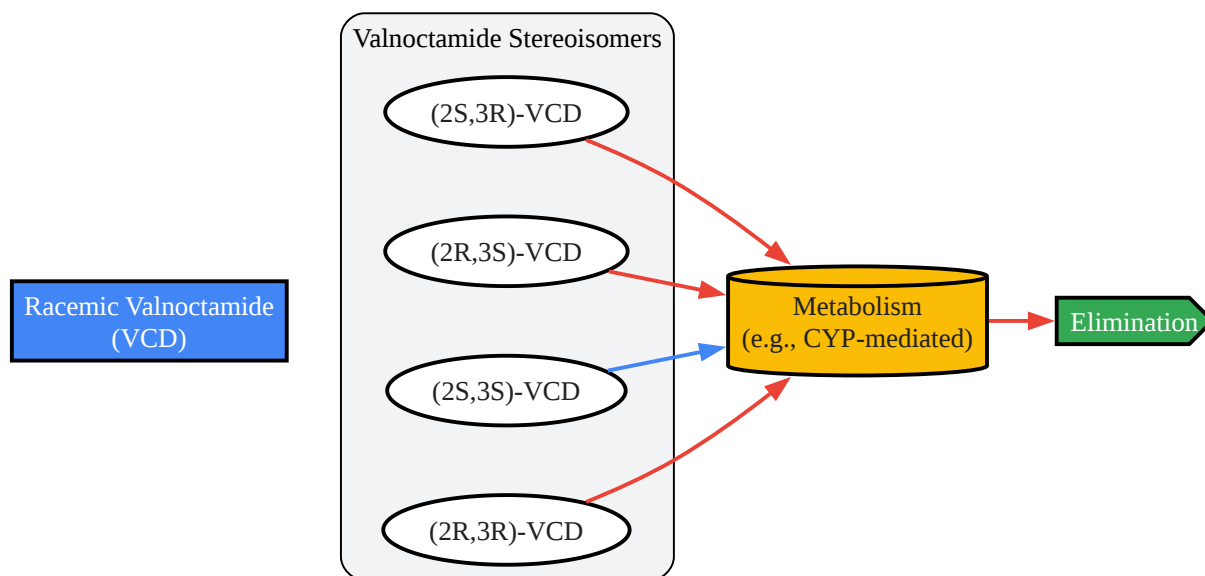 Valnoctamide Stereoisomers
(2S,3R)-VCD
(2R,3S)-VCD
Racemic Valnoctamide
(VCD)
Metabolism
(e.g., CYP-mediated)
Elimination
(2S,3S)-VCD
(2R,3R)-VCD